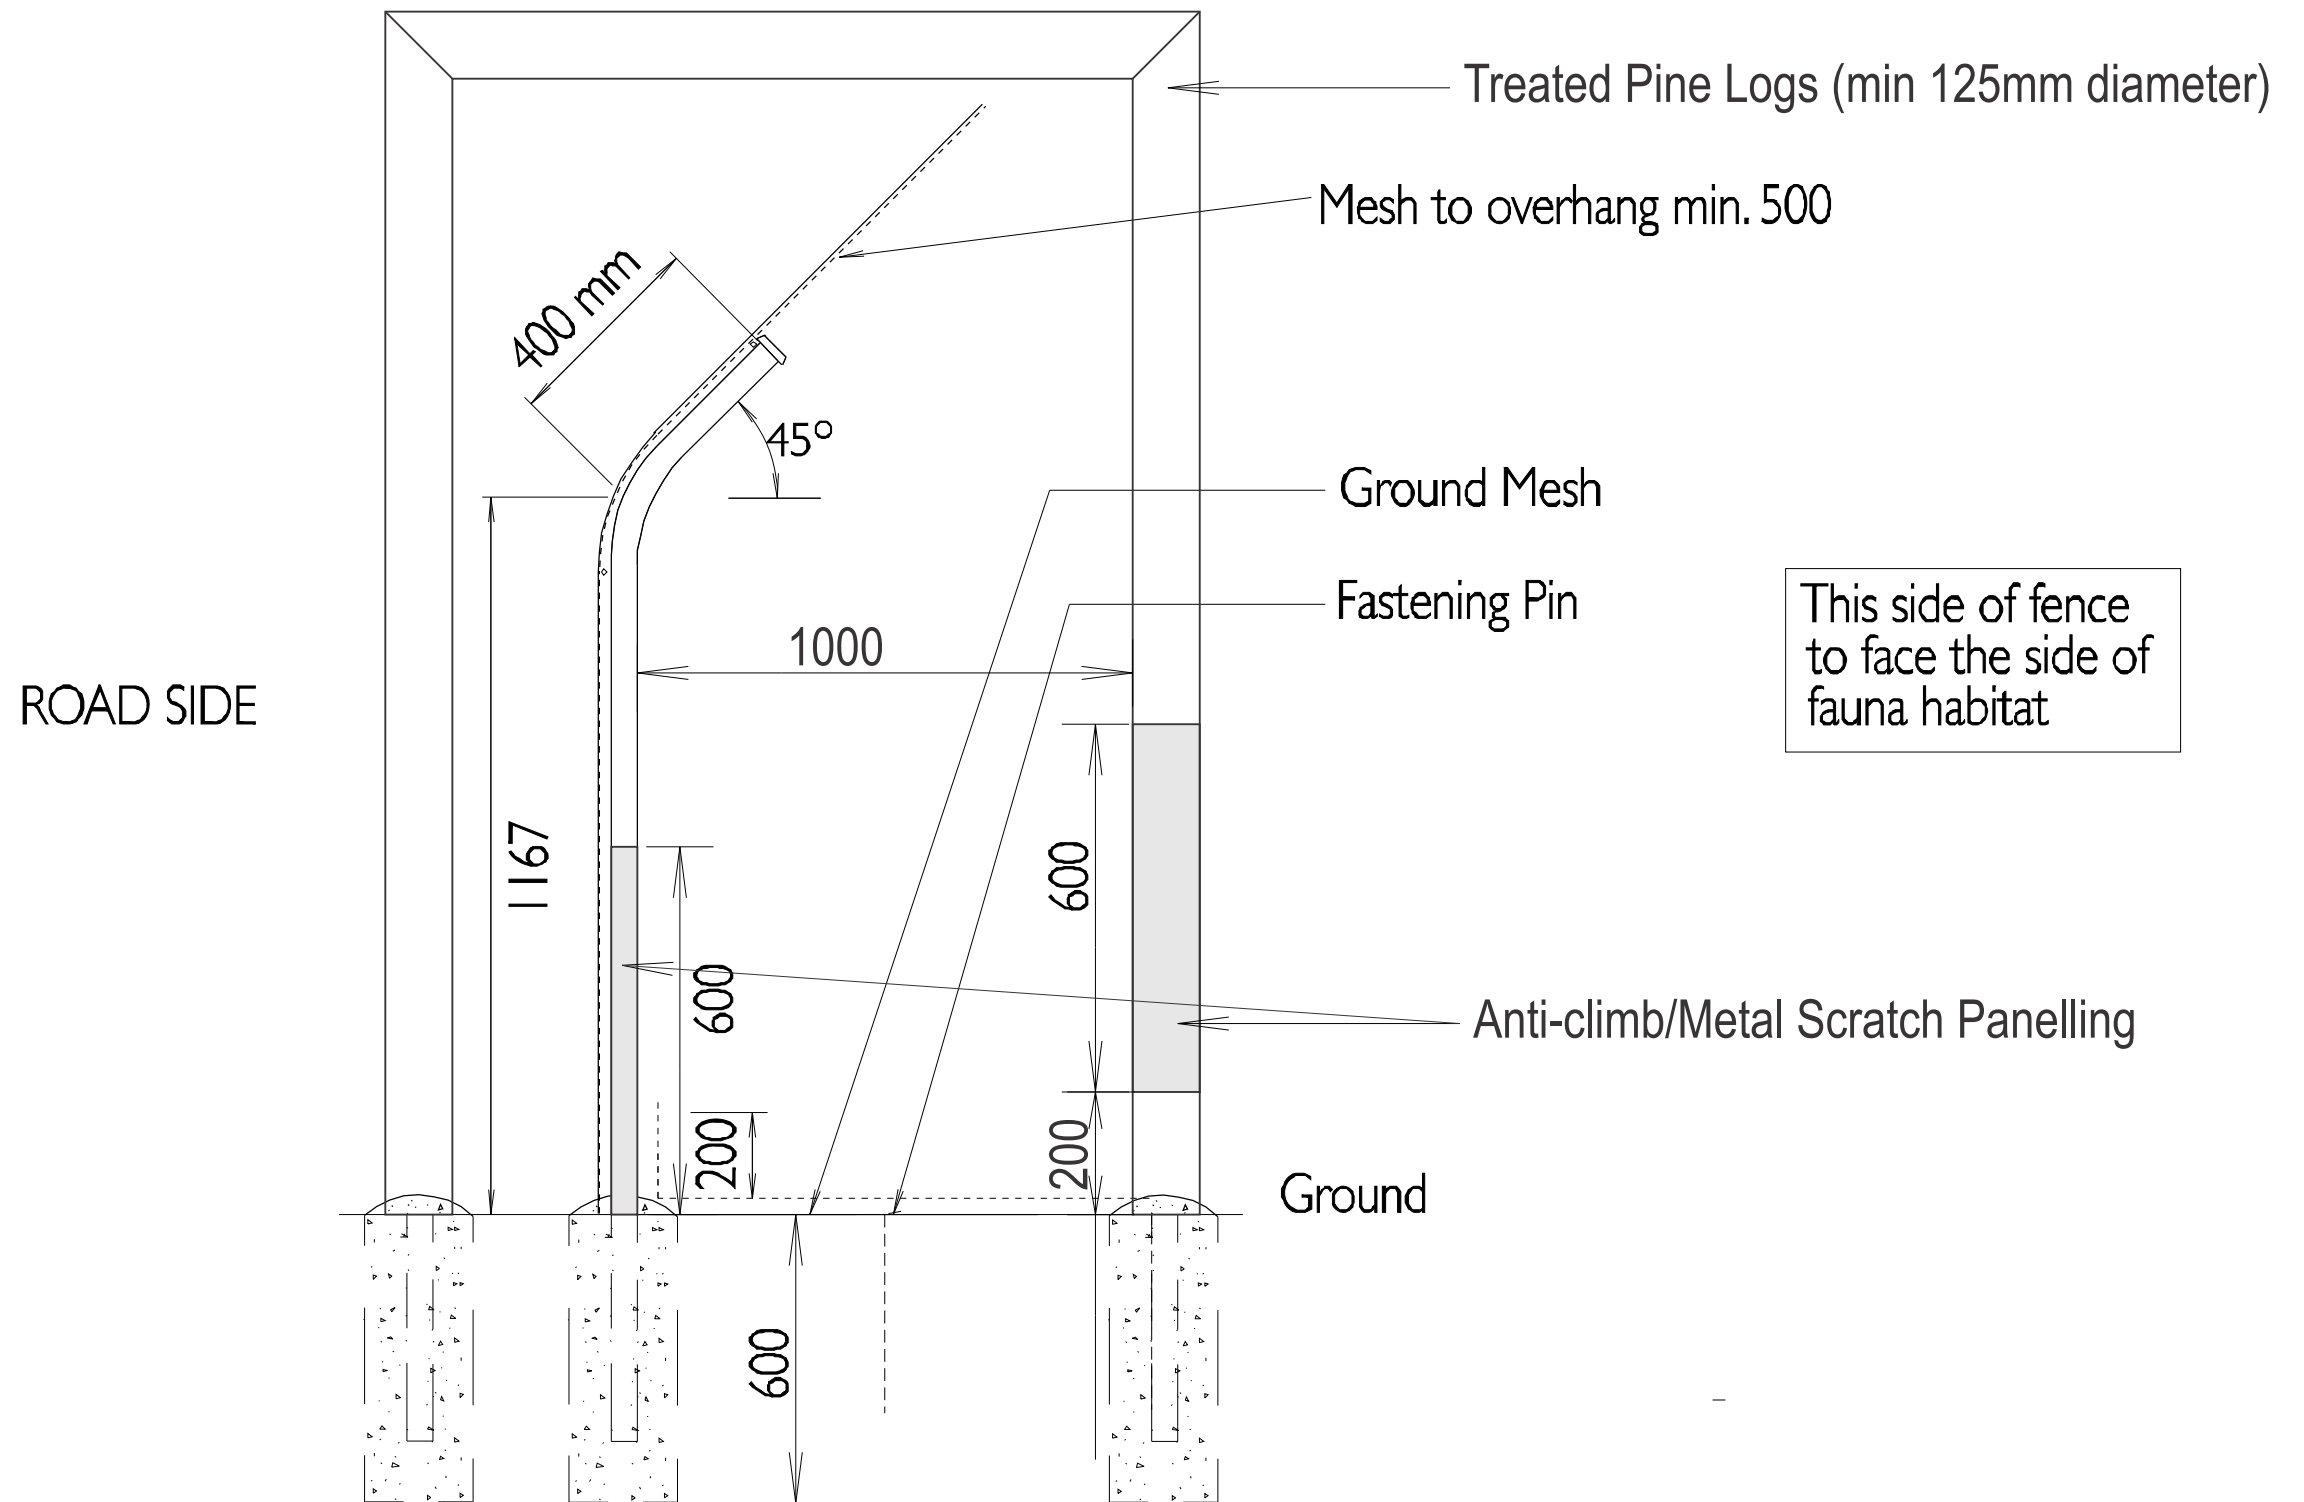 Treated Pine Logs (min 125mm diameter)
Mesh to overhang min. 500
400 mm
45°
Ground Mesh
Fastening Pin
This side of fence
to face the side of
fauna habitat
1000
ROAD SIDE
1167
600
600
Anti-climb/Metal Scratch Panelling
200
200
Ground
600